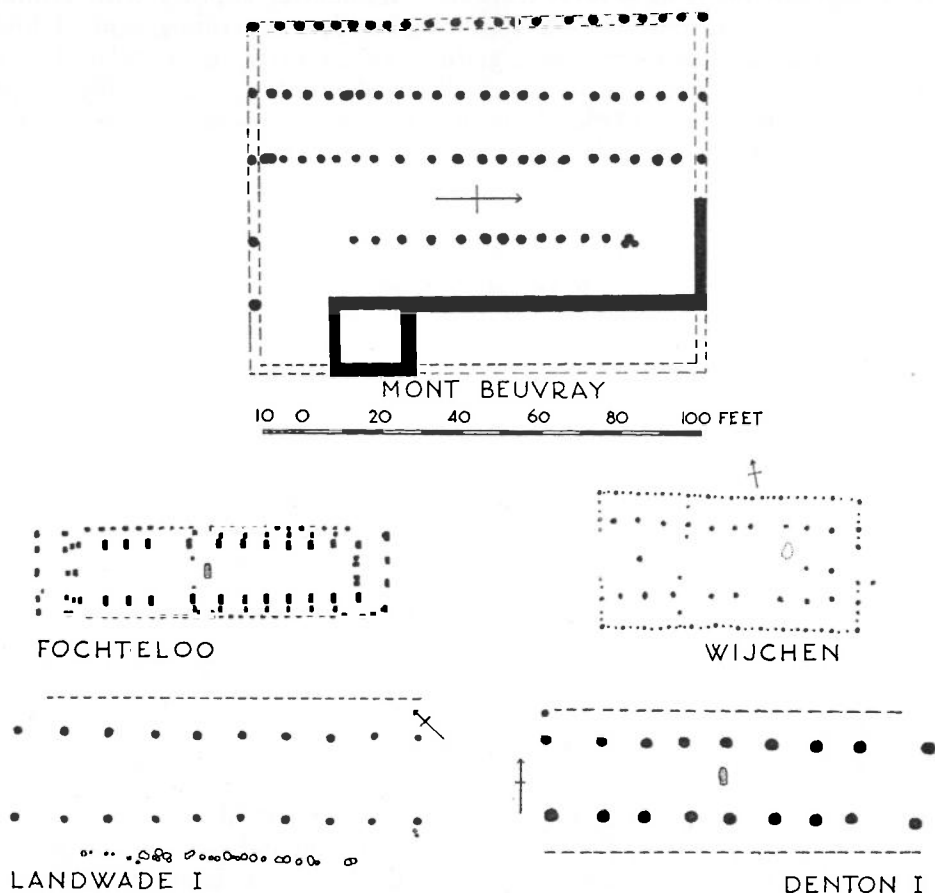 MONT BEUVRAY
10 0 20 40 60 80 100 FEET
FOCHTELOO
WIJCHEN
LANDWADE I
DENTON I